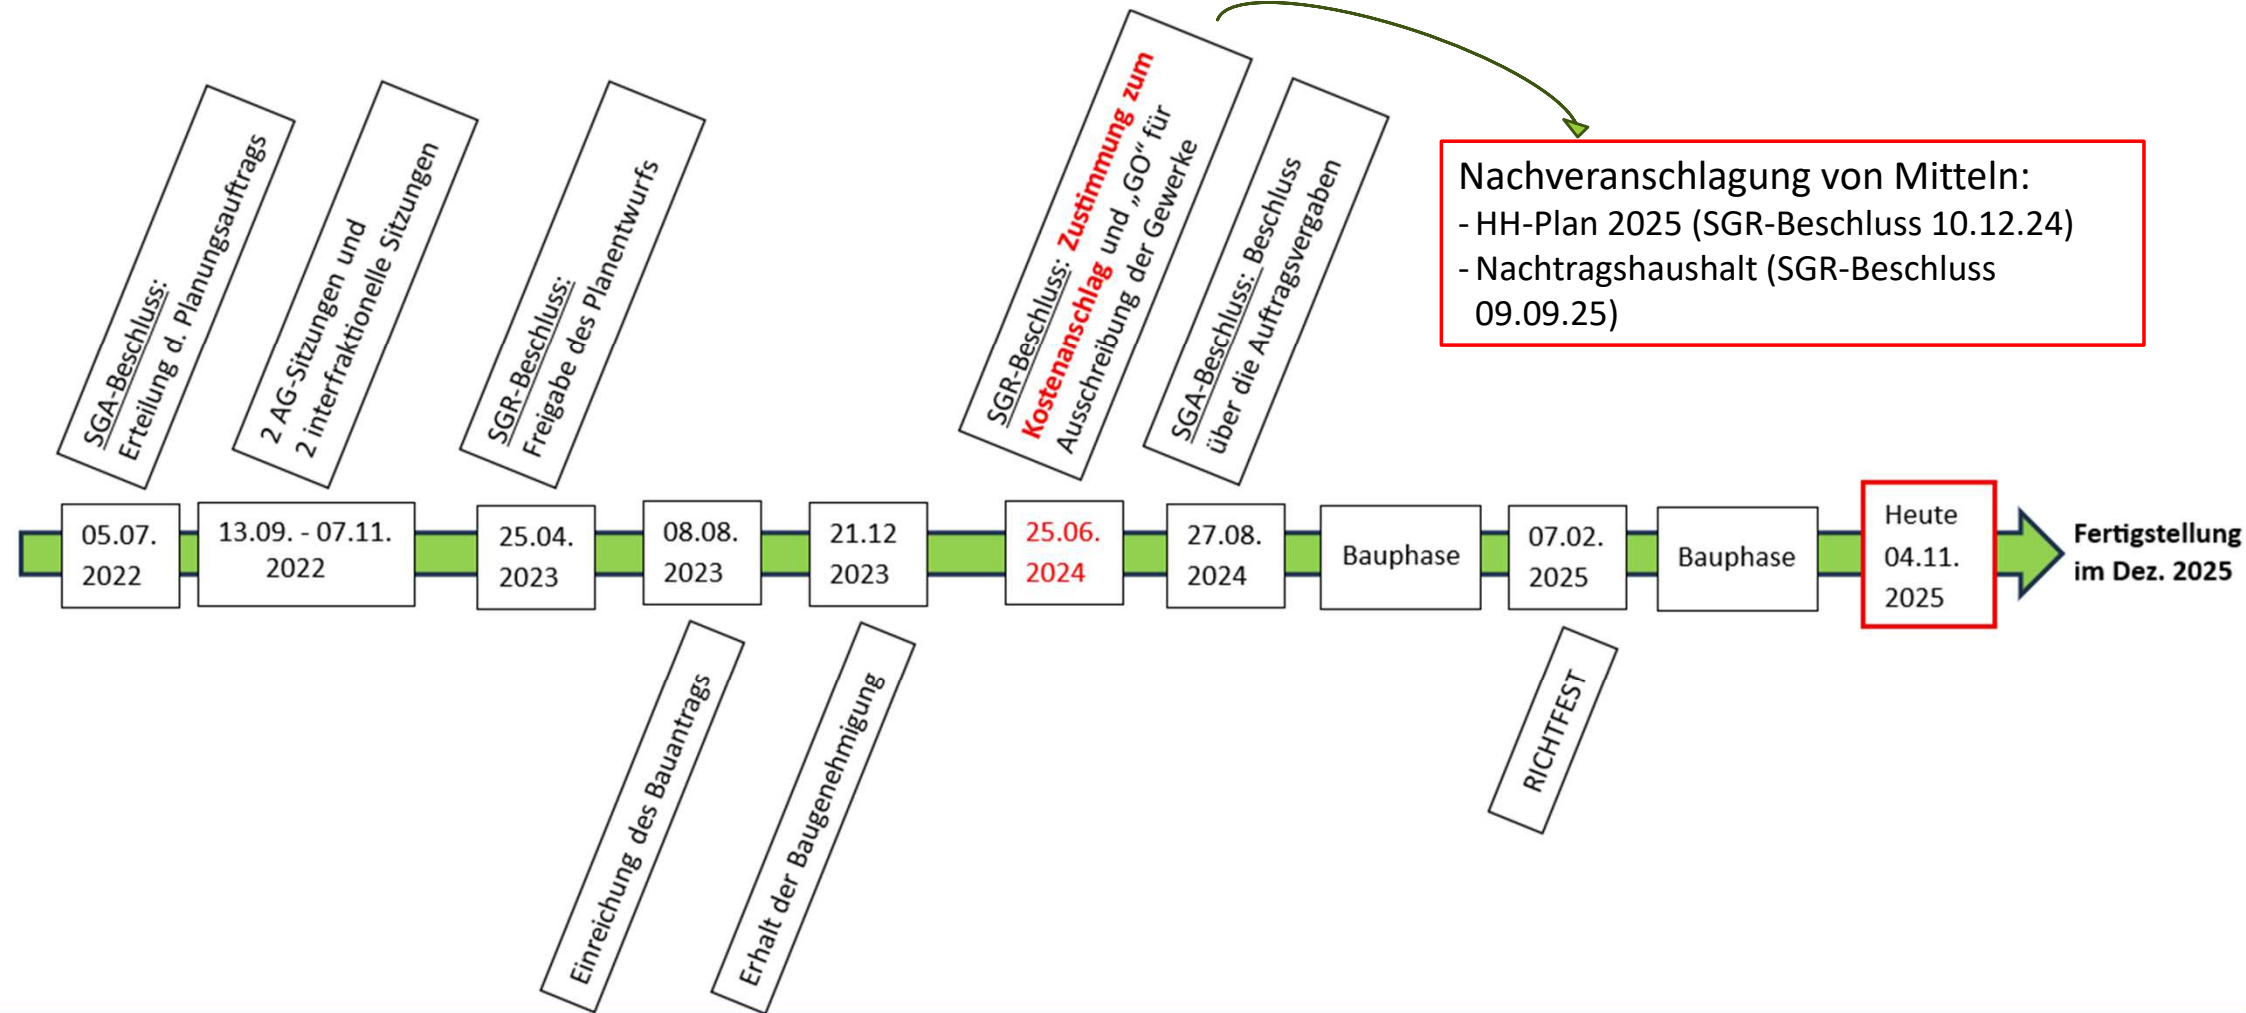 SGA-Beschluss:
Erteilung d. Planungsauftrags
2 AG-Sitzungen und
2 interfraktionelle Sitzungen
SGR-Beschluss:
Freigabe des Planentwurfs
SGR-Beschluss: Zustimmung zum
Kostenanschlag und „GO“ für
Ausschreibung der Gewerke
SGA-Beschluss: Beschluss
über die Auftragsvergaben
Nachveranschlagung von Mitteln:
- HH-Plan 2025 (SGR-Beschluss 10.12.24)
- Nachtragshaushalt (SGR-Beschluss
09.09.25)
05.07.
2022
13.09. - 07.11.
2022
25.04.
2023
08.08.
2023
21.12
2023
25.06.
2024
27.08.
2024
Bauphase
07.02.
2025
Bauphase
Heute
04.11.
2025
Fertigstellung
im Dez. 2025
Einreichung des Bauantrags
Erhalt der Baugenehmigung
RICHTFEST